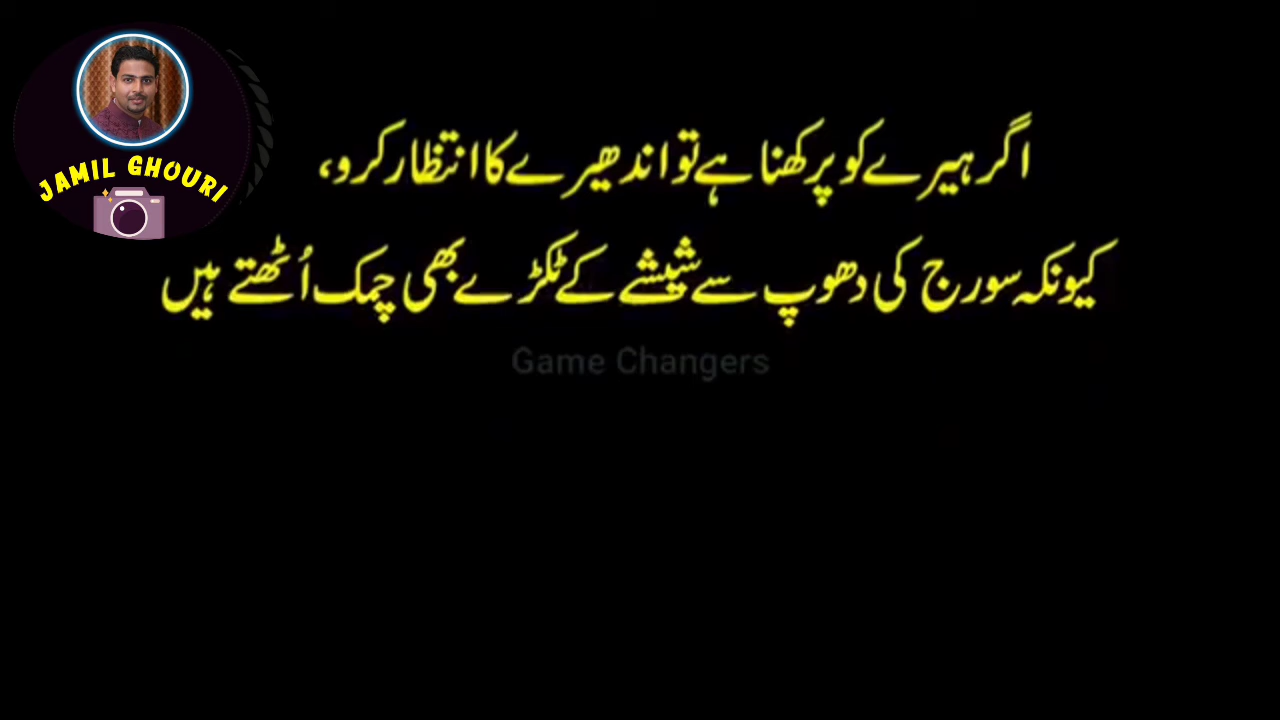 JAMIL GHOURI
اگر ہیرے کو پرکھنا ہے تو اندھیرے کا انتظار کرو،
کیونکہ سورج کی دھوپ سے شیشے کے ٹکڑے بھی چمک اُٹھتے ہیں
Game Changers